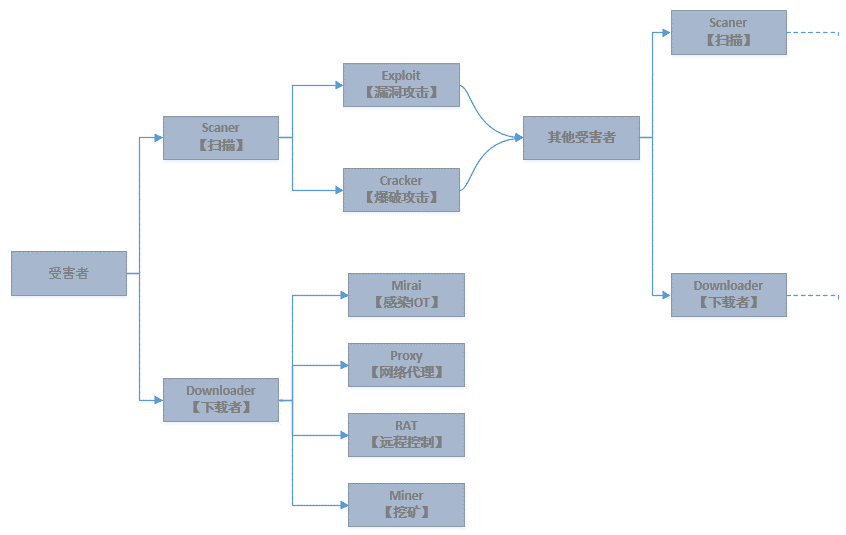 Scaner
【扫描】
Exploit
【漏洞攻击】
Scaner
【扫描】
其他受害者
Cracker
【爆破攻击】
受害者
Mirai
【感染IOT】
Downloader
【下载者】
Proxy
【网络代理】
Downloader
【下载者】
RAT
【远程控制】
Miner
【挖矿】